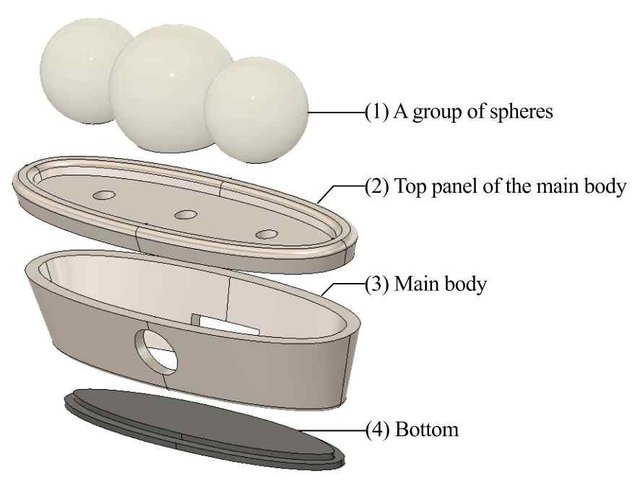 (1) A group of spheres
(2) Top panel of the main body
(3) Main body
(4) Bottom